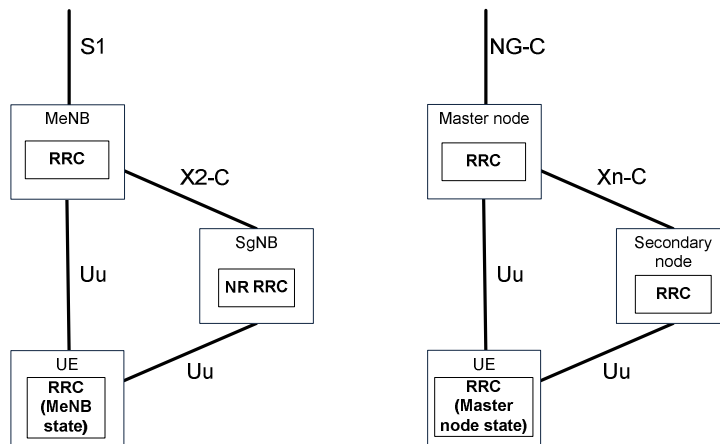 S1
MeNB
RRC
X2-C
SgNB
NR RRC
Uu
Uu
UE
RRC
(MeNB
state)
NG-C
Master node
RRC
Xn-C
Secondary
node
RRC
Uu
Uu
UE
RRC
(Master
node state)